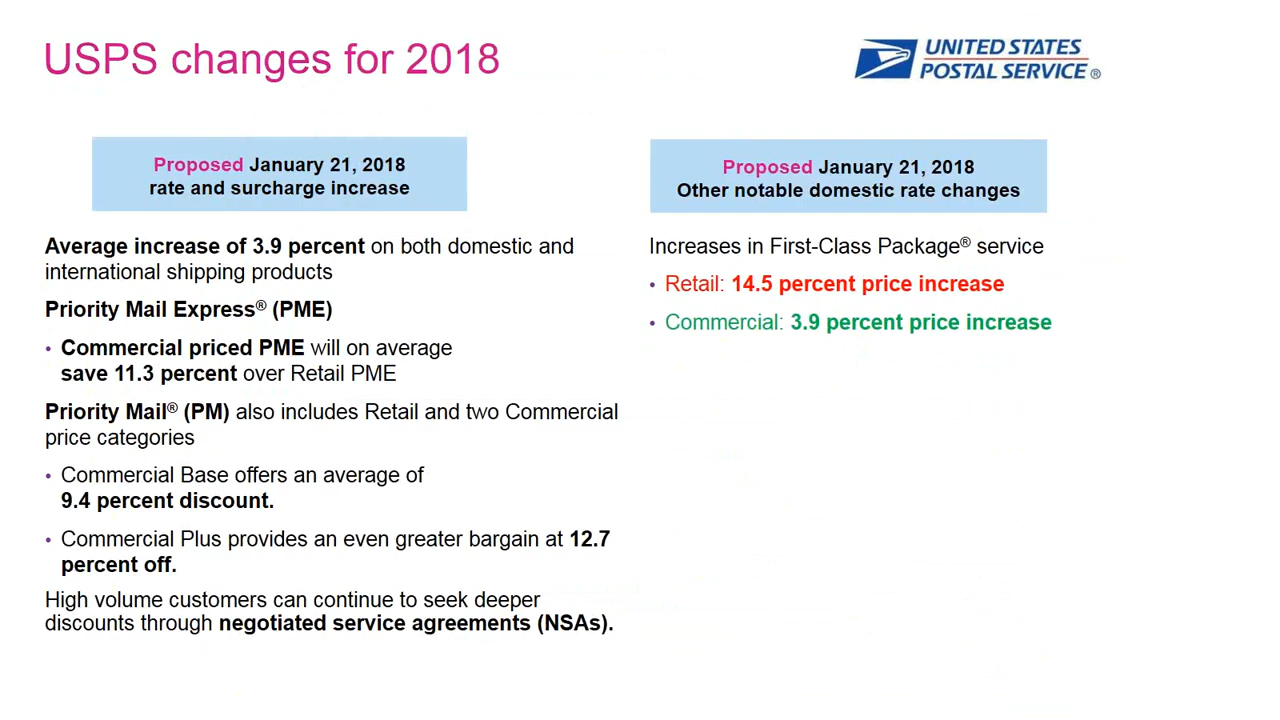 USPS changes for 2018
UNITED STATES
POSTAL SERVICE®
Proposed January 21, 2018
rate and surcharge increase
Average increase of 3.9 percent on both domestic and
international shipping products
Priority Mail Express® (PME)
• Commercial priced PME will on average
save 11.3 percent over Retail PME
Priority Mail® (PM) also includes Retail and two Commercial
price categories
• Commercial Base offers an average of
9.4 percent discount.
• Commercial Plus provides an even greater bargain at 12.7
percent off.
High volume customers can continue to seek deeper
discounts through negotiated service agreements (NSAs).
Proposed January 21, 2018
Other notable domestic rate changes
Increases in First-Class Package® service
• Retail: 14.5 percent price increase
• Commercial: 3.9 percent price increase